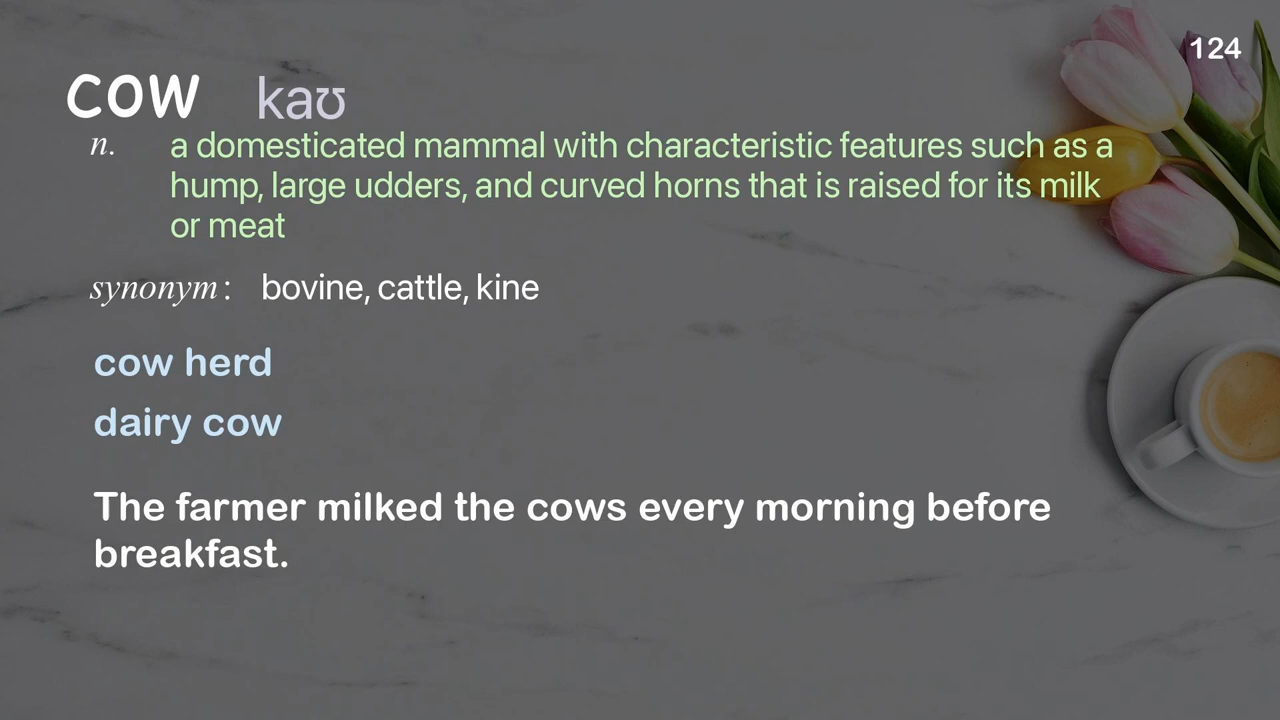 124
cow kaʊ
n. a domesticated mammal with characteristic features such as a
hump, large udders, and curved horns that is raised for its milk
or meat
synonym: bovine, cattle, kine
cow herd
dairy cow
The farmer milked the cows every morning before
breakfast.